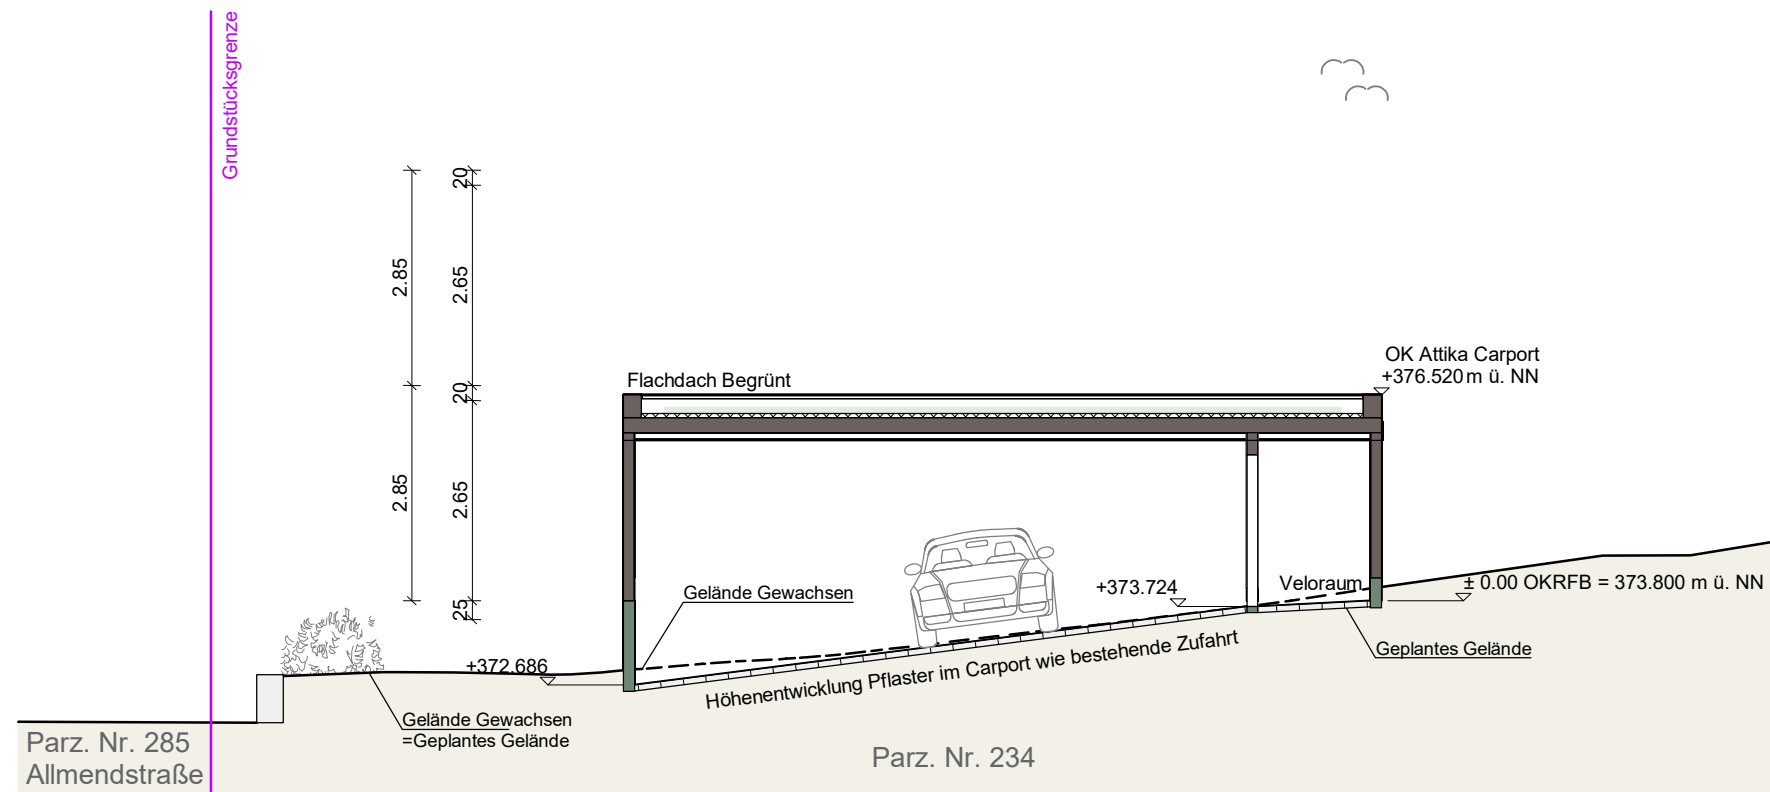 Grundstücksgrenze
20
2.85
2.65
20
2.85
2.65
25
Flachdach Begrünt
OK Attika Carport
+376.520 m ü. NN
Gelände Gewachsen
+373.724
Veloraum
± 0.00 OKRFB = 373.800 m ü. NN
Geplantes Gelände
+372.686
Höhenentwicklung Pflaster im Carport wie bestehende Zufahrt
Gelände Gewachsen
=Geplantes Gelände
Parz. Nr. 285
Allmendstraße
Parz. Nr. 234